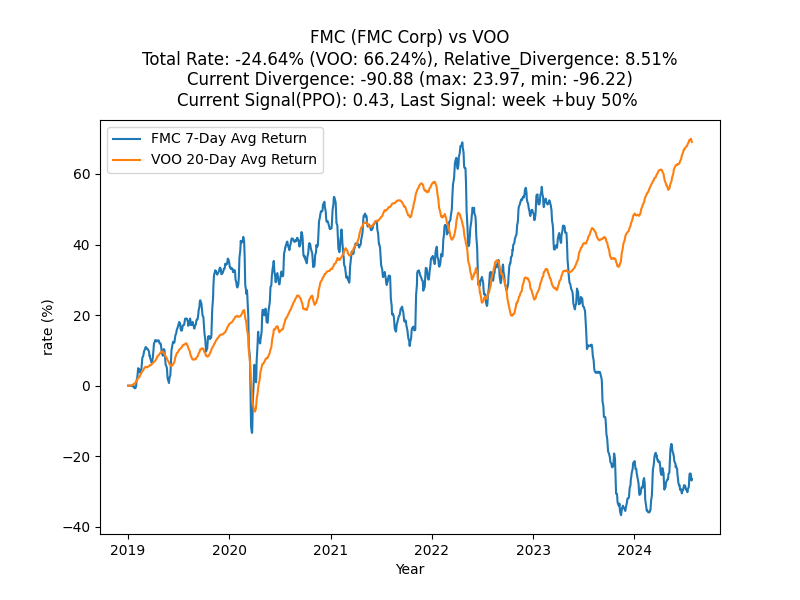 FMC (FMC Corp) vs VOO
Total Rate: -24.64% (VOO: 66.24%), Relative_Divergence: 8.51%
Current Divergence: -90.88 (max: 23.97, min: -96.22)
Current Signal(PPO): 0.43, Last Signal: week +buy 50%
FMC 7-Day Avg Return
VOO 20-Day Avg Return
rate (%)
60
40
20
0
−20
−40
2019 2020 2021 2022 2023 2024
Year